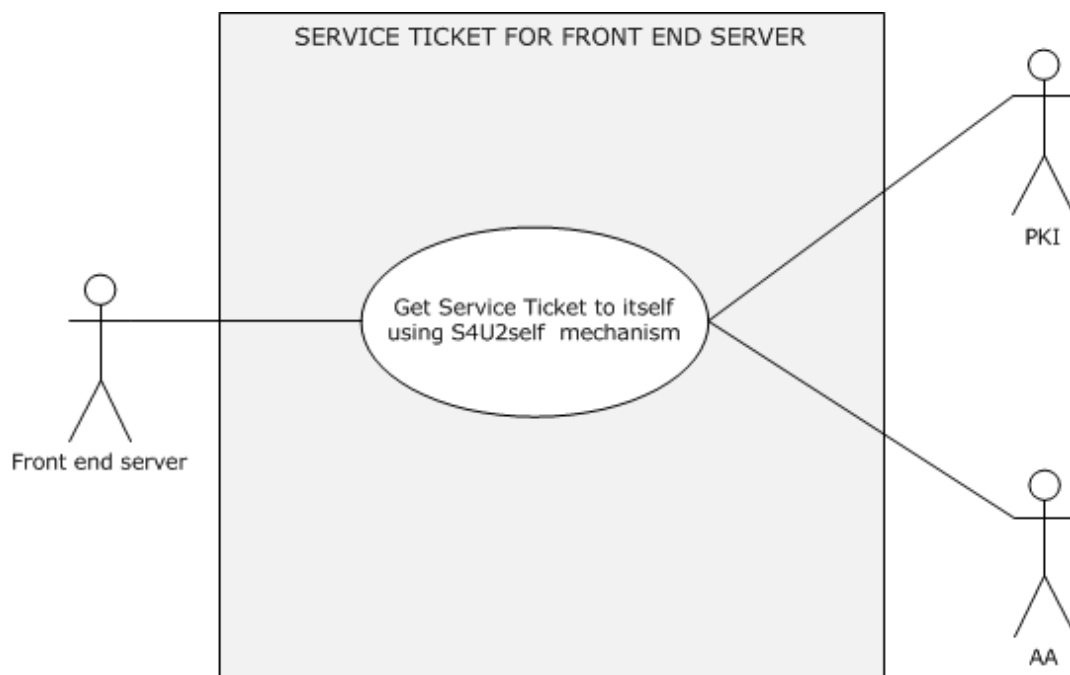 SERVICE TICKET FOR FRONT END SERVER
PKI
Get Service Ticket to itself
using S4U2self mechanism
Front end server
AA